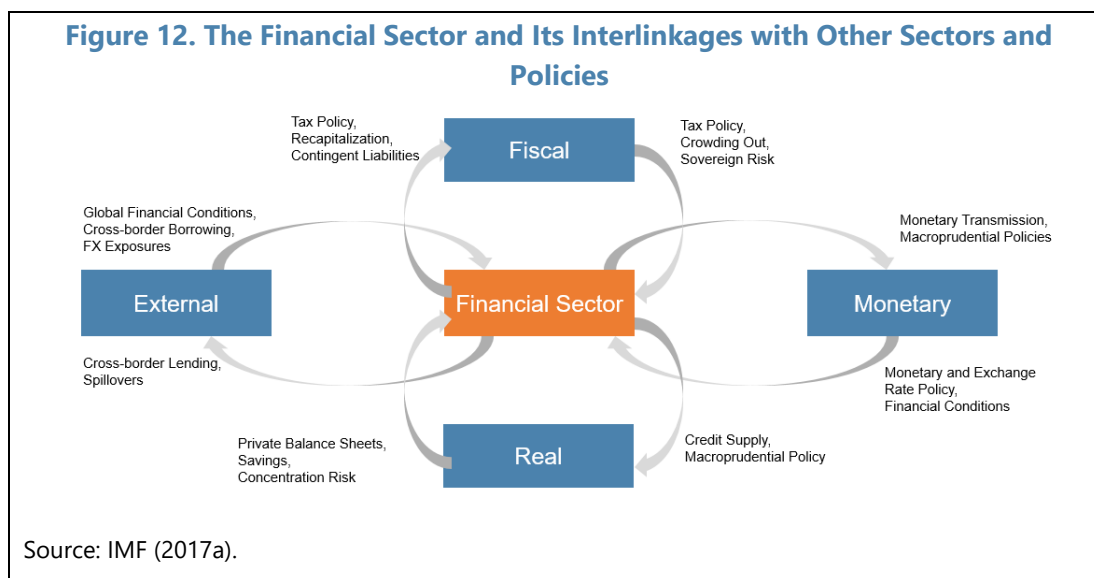 Figure 12. The Financial Sector and Its Interlinkages with Other Sectors and
Policies
Tax Policy,
Recapitalization,
Contingent Liabilities
Fiscal
Tax Policy,
Crowding Out,
Sovereign Risk
Global Financial Conditions,
Cross-border Borrowing,
FX Exposures
Monetary Transmission,
Macroprudential Policies
External
Financial Sector
Monetary
Cross-border Lending,
Spillovers
Monetary and Exchange
Rate Policy,
Financial Conditions
Private Balance Sheets,
Savings,
Concentration Risk
Real
Credit Supply,
Macroprudential Policy
Source: IMF (2017a).